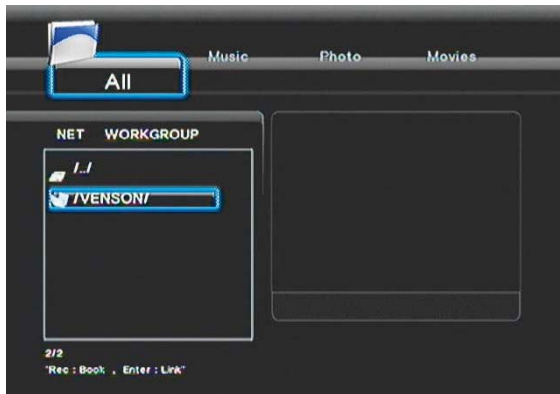 All Music Photo Movies
NET WORKGROUP
/../
/VENSON/
2/2
"Rec : Book , Enter : Link"